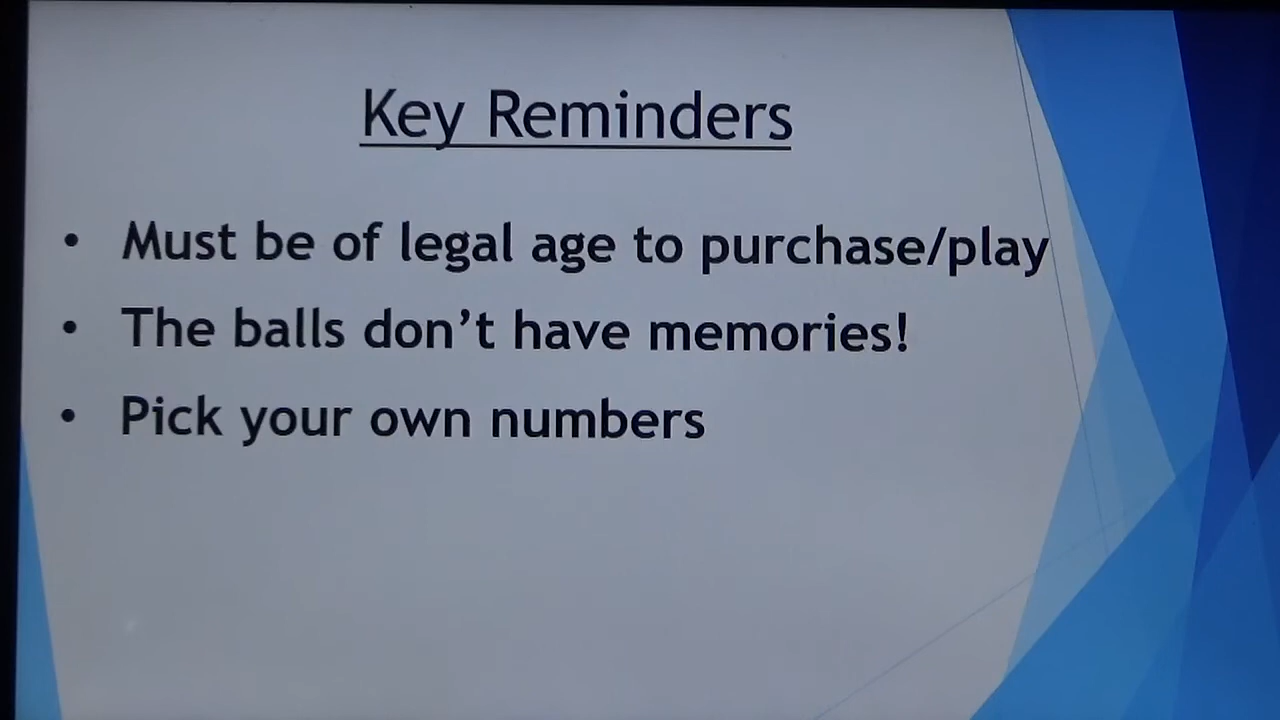 Key Reminders
• Must be of legal age to purchase/play
• The balls don't have memories!
• Pick your own numbers